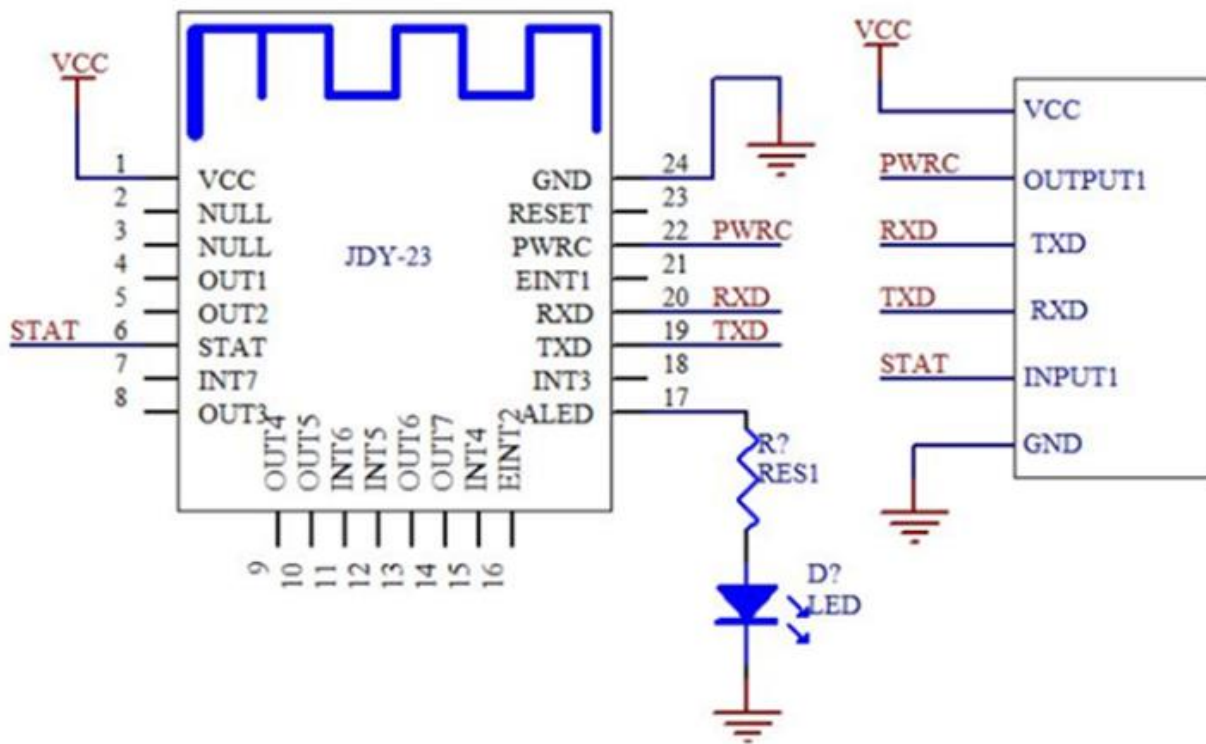 VCC
1 VCC
2 NULL
3 NULL
4 OUT1
5 OUT2
STAT 6 STAT
7 INT7
8 OUT3
JDY-23
GND 24
RESET 23
PWRC 22 PWRC
EINT1 21
RXD 20 RXD
TXD 19 TXD
INT3 18
ALED 17
OUT4
OUT5
INT6
INT5
OUT6
OUT7
INT4
EINT2
9
10
11
12
13
14
15
16
R?
RES1
D?
LED
VCC
VCC
PWRC OUTPUT1
RXD TXD
TXD RXD
STAT INPUT1
GND